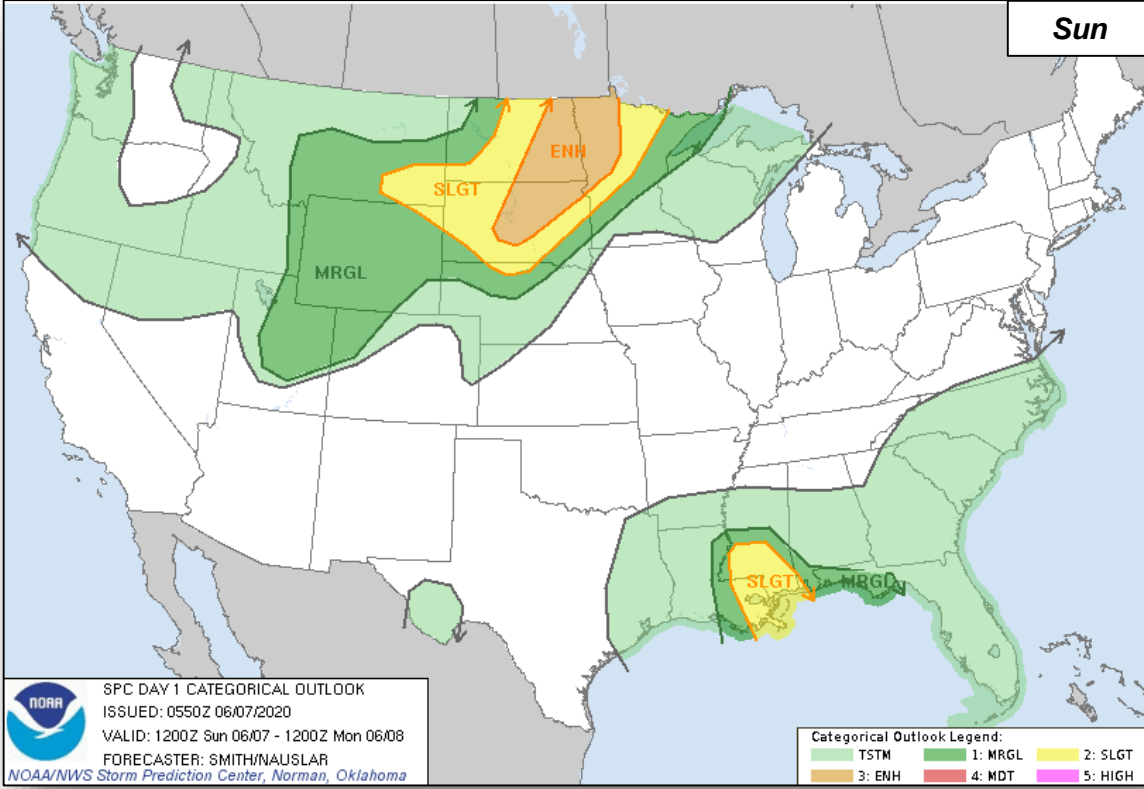 Sun
ENH
SLGT
MRGL
SLGT
MRGL
NOAA
SPC DAY 1 CATEGORICAL OUTLOOK
ISSUED: 0550Z 06/07/2020
VALID: 1200Z Sun 06/07 - 1200Z Mon 06/08
FORECASTER: SMITH/NAUSLAR
NOAA/NWS Storm Prediction Center, Norman, Oklahoma
Categorical Outlook Legend:
TSTM 1: MRGL 2: SLGT
3: ENH 4: MDT 5: HIGH